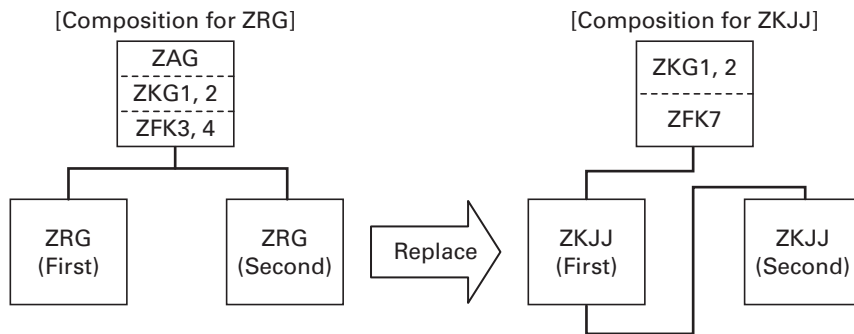 [Composition for ZRG]
ZAG
ZKG1, 2
ZFK3, 4
ZRG
(First)
ZRG
(Second)
Replace
[Composition for ZKJJ]
ZKG1, 2
ZFK7
ZKJJ
(First)
ZKJJ
(Second)